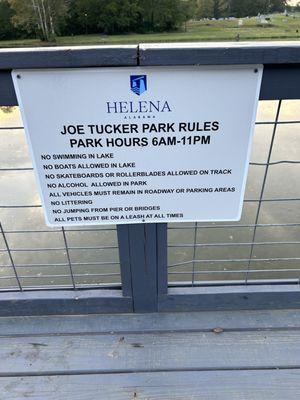 HELENA
ALABAMA
JOE TUCKER PARK RULES
PARK HOURS 6AM-11PM
NO SWIMMING IN LAKE
NO BOATS ALLOWED IN LAKE
NO SKATEBOARDS OR ROLLERBLADES ALLOWED ON TRACK
NO ALCOHOL ALLOWED IN PARK
ALL VEHICLES MUST REMAIN IN ROADWAY OR PARKING AREAS
NO LITTERING
NO JUMPING FROM PIER OR BRIDGES
ALL PETS MUST BE ON A LEASH AT ALL TIMES